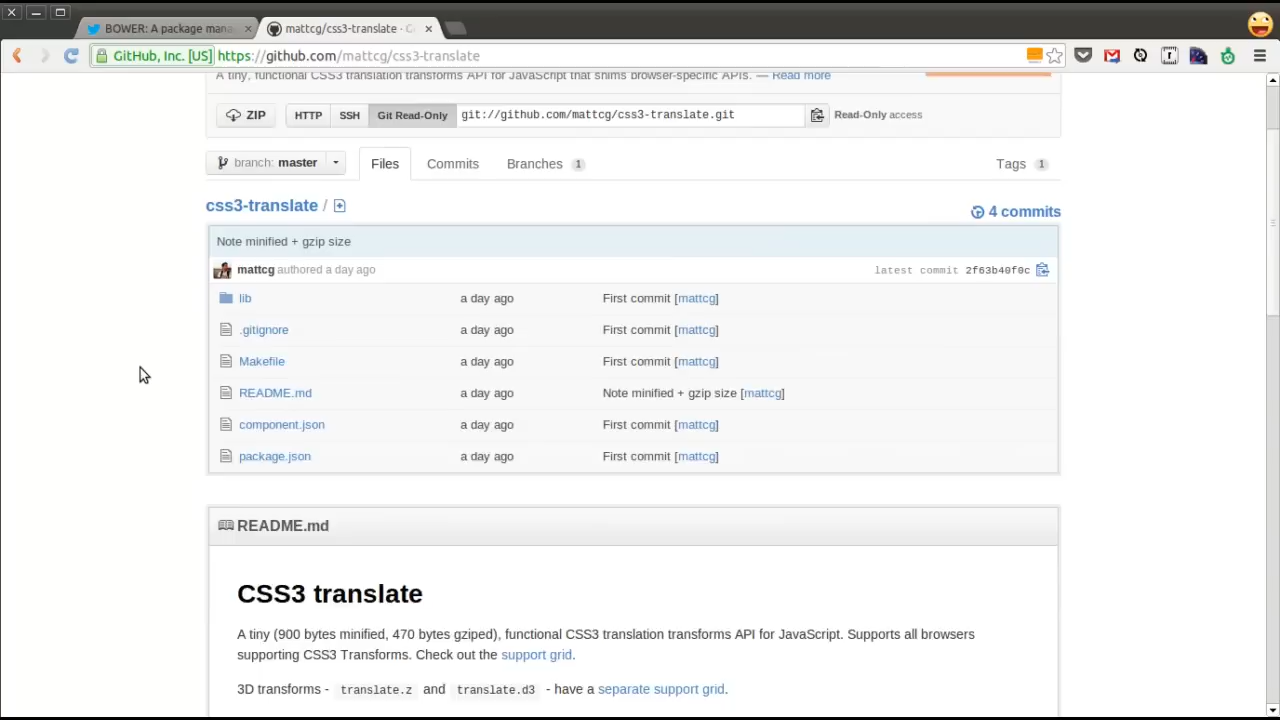 BOWER: A package mana
mattcg/css3-translate · G
GitHub, Inc. [US] https://github.com/mattcg/css3-translate
A tiny, functional CSS3 translation transforms API for JavaScript that shims browser-specific APIs. — Read more
ZIP HTTP SSH Git Read-Only git://github.com/mattcg/css3-translate.git Read-Only access
branch: master Files Commits Branches 1 Tags 1
css3-translate / 4 commits
Note minified + gzip size
mattcg authored a day ago latest commit 2f63b40f0c
lib a day ago First commit [mattcg]
.gitignore a day ago First commit [mattcg]
Makefile a day ago First commit [mattcg]
README.md a day ago Note minified + gzip size [mattcg]
component.json a day ago First commit [mattcg]
package.json a day ago First commit [mattcg]
README.md
CSS3 translate
A tiny (900 bytes minified, 470 bytes gziped), functional CSS3 translation transforms API for JavaScript. Supports all browsers
supporting CSS3 Transforms. Check out the support grid.
3D transforms - translate.z and translate.d3 - have a separate support grid.